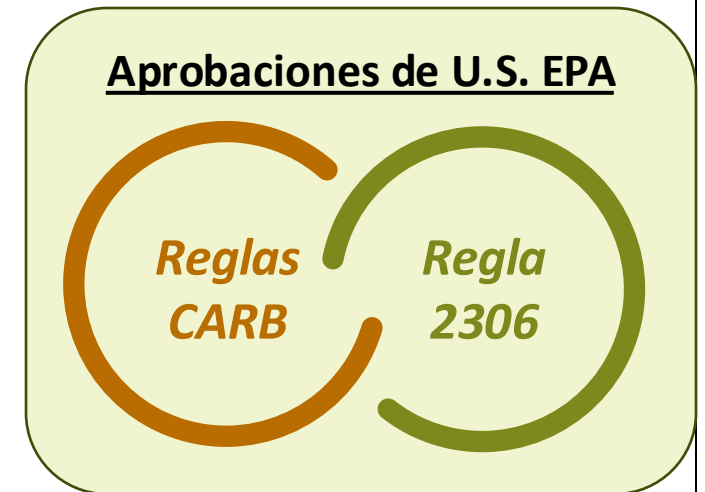 Aprobaciones de U.S. EPA
Reglas
CARB
Regla
2306